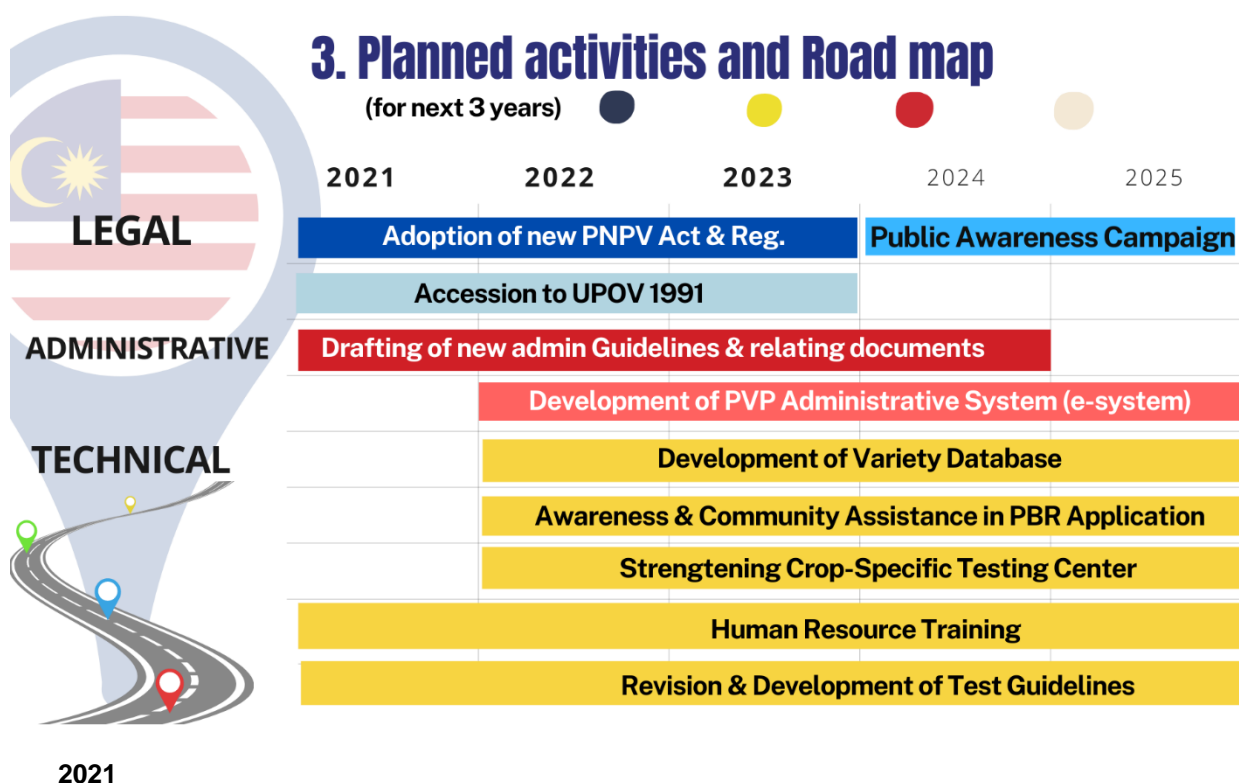 3. Planned activities and Road map
(for next 3 years)
2021 2022 2023 2024 2025
LEGAL
Adoption of new PNPV Act & Reg.
Public Awareness Campaign
Accession to UPOV 1991
ADMINISTRATIVE
Drafting of new admin Guidelines & relating documents
Development of PVP Administrative System (e-system)
TECHNICAL
Development of Variety Database
Awareness & Community Assistance in PBR Application
Strengtening Crop-Specific Testing Center
Human Resource Training
Revision & Development of Test Guidelines
2021